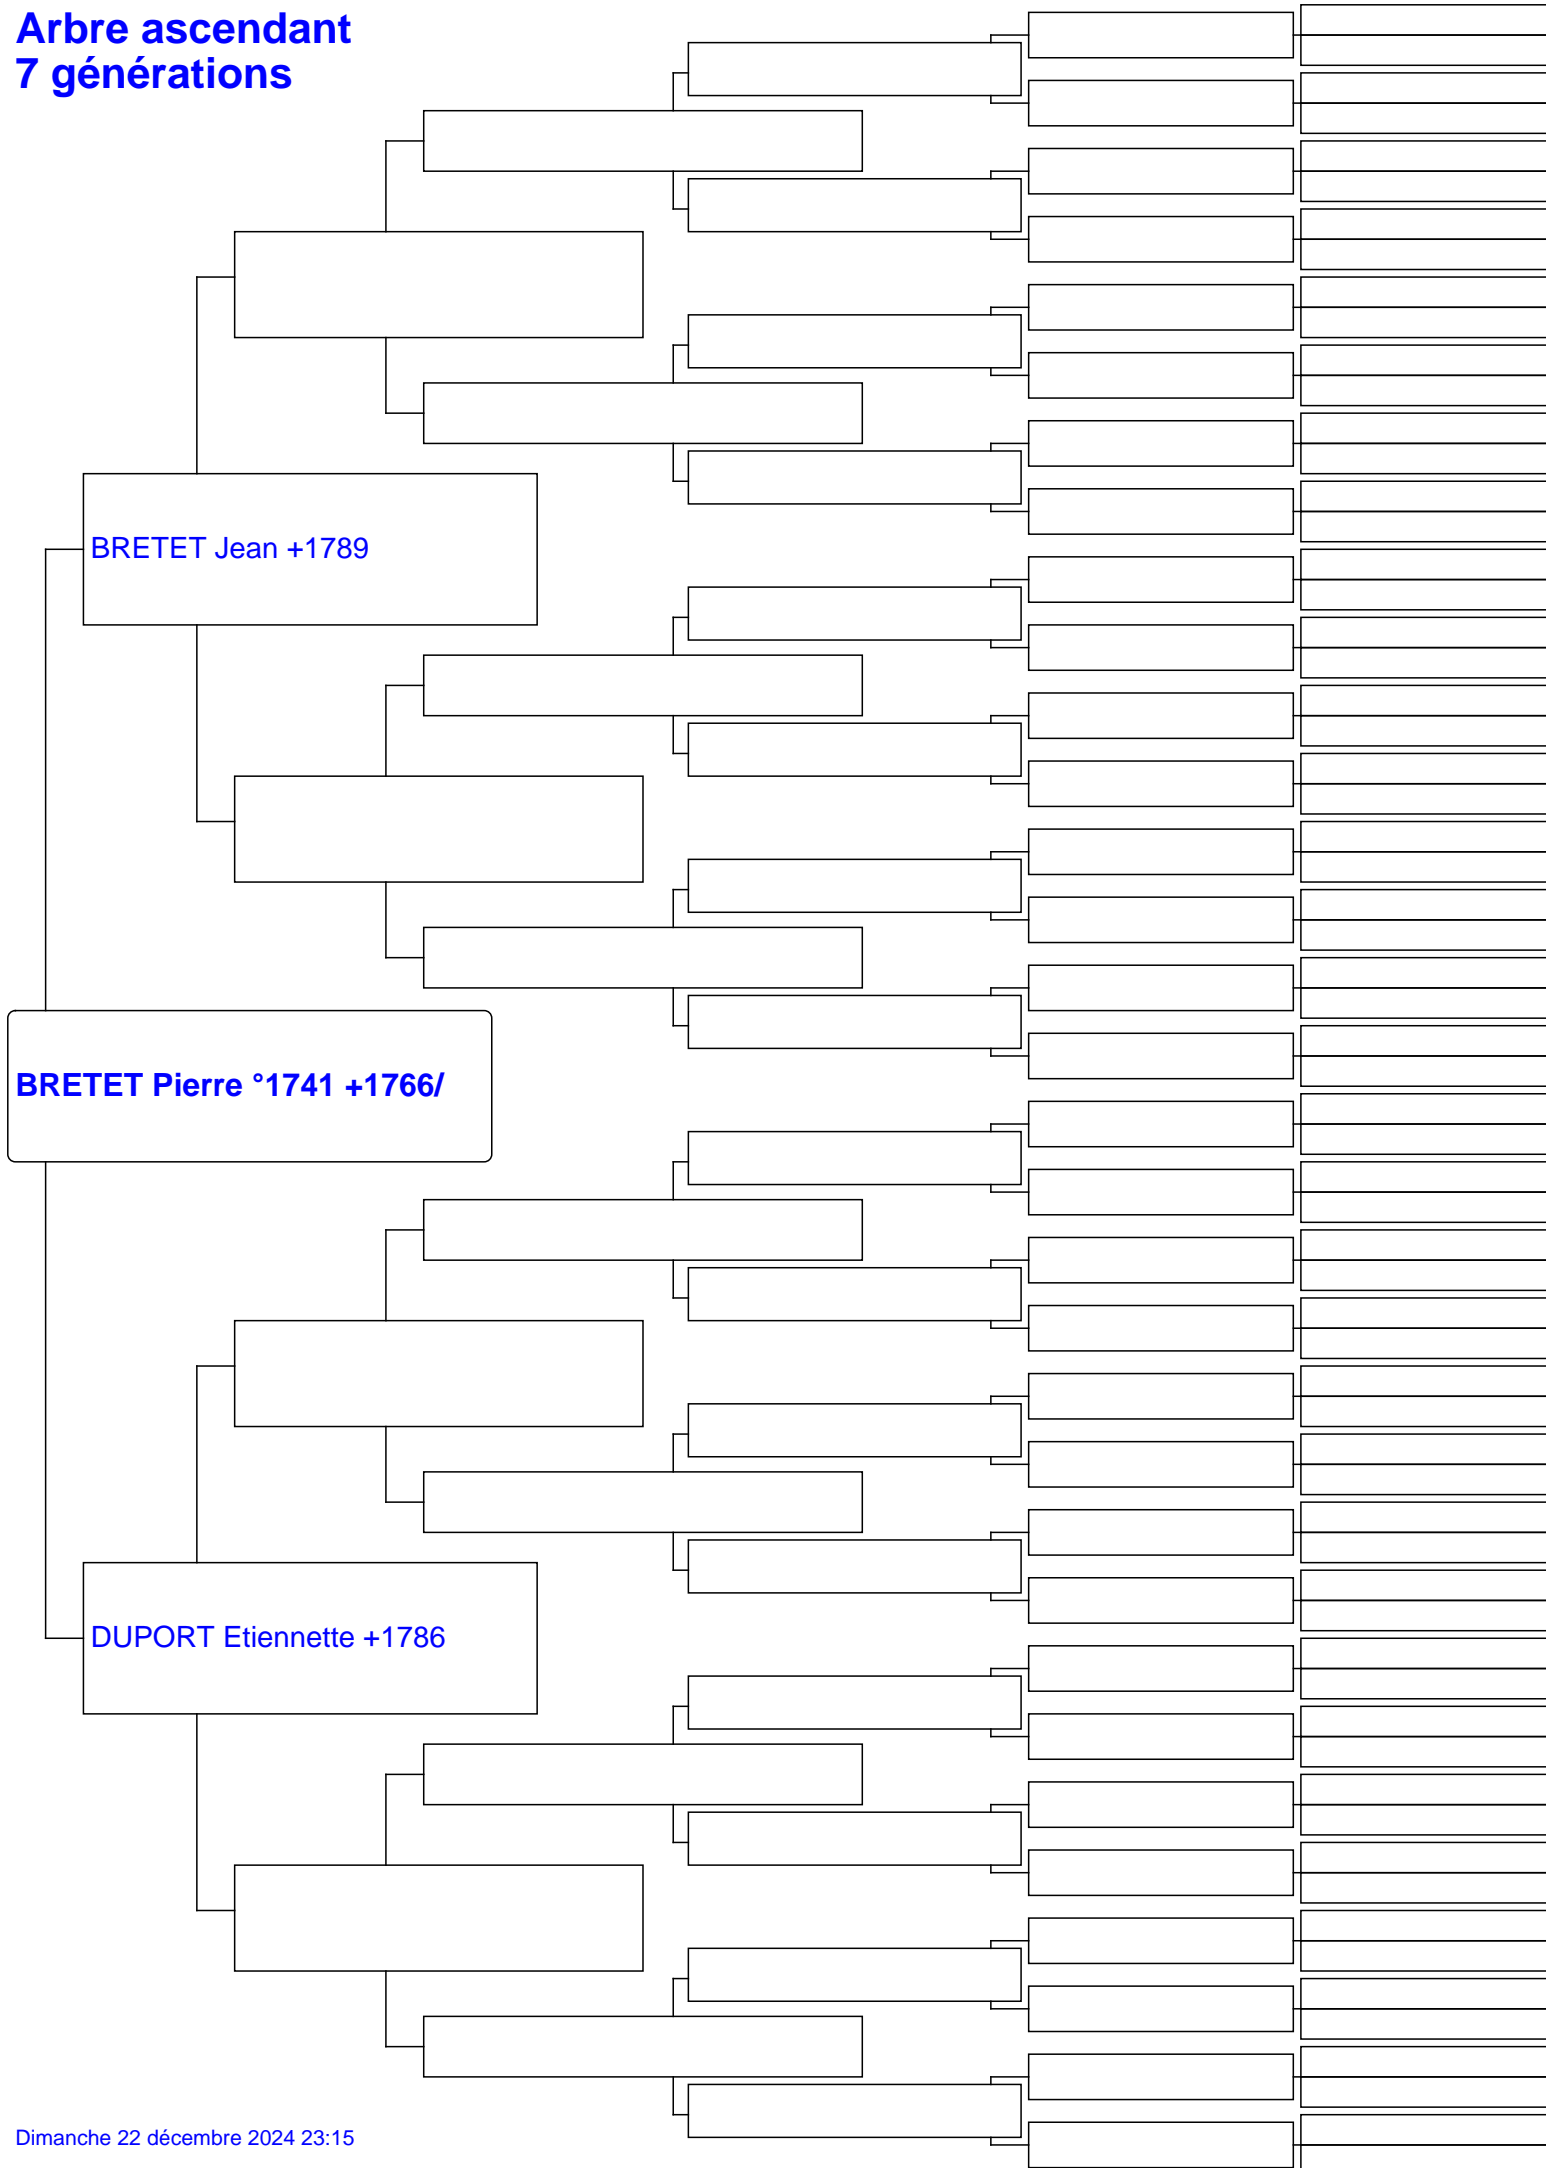 Arbre ascendant
7 générations
BRETET Jean +1789
BRETET Pierre °1741 +1766/
DUPORT Etiennette +1786
Dimanche 22 décembre 2024 23:15